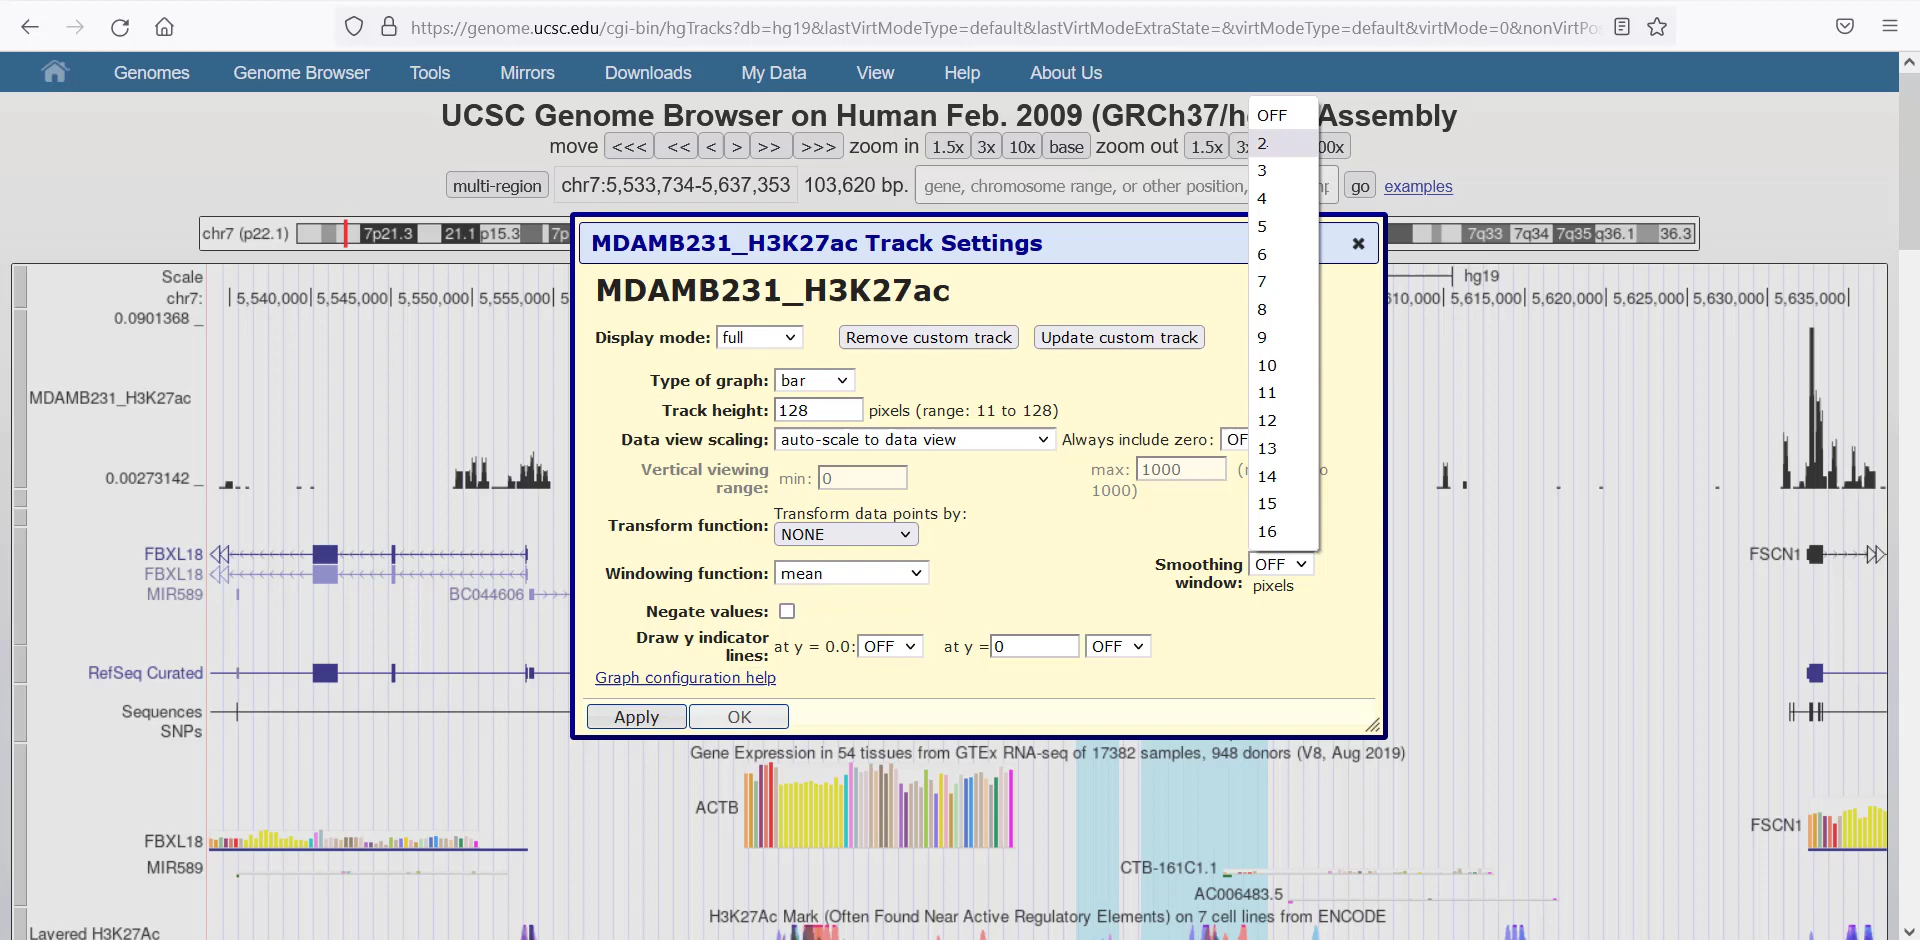 https://genome.ucsc.edu/cgi-bin/hgTracks?db=hg19&lastVirtModeType=default&lastVirtModeExtraState=&virtModeType=default&virtMode=0&nonVirtPos
Genomes Genome Browser Tools Mirrors Downloads My Data View Help About Us
UCSC Genome Browser on Human Feb. 2009 (GRCh37/h Assembly
move <<< << < > >> >>> zoom in 1.5x 3x 10x base zoom out 1.5x 3x 00x
multi-region chr7:5,533,734-5,637,353 103,620 bp. gene, chromosome range, or other position, go examples
chr7 (p22.1) 7p21.3 21.1 p15.3 7p 7q33 7q34 7q35 q36.1 36.3
OFF
2
3
4
5
6
7
8
9
10
11
12
13
14
15
16
MDAMB231_H3K27ac Track Settings
MDAMB231_H3K27ac
Display mode: full Remove custom track Update custom track
Type of graph: bar
Track height: 128 pixels (range: 11 to 128)
Data view scaling: auto-scale to data view Always include zero: OF
Vertical viewing range: min: 0 max: 1000 ( o
1000)
Transform function: Transform data points by:
NONE
Windowing function: mean Smoothing window: OFF pixels
Negate values:
Draw y indicator lines: at y = 0.0: OFF at y = 0 OFF
Graph configuration help
Apply OK
Scale hg19
chr7: 5,540,000 5,545,000 5,550,000 5,555,000 5 610,000 5,615,000 5,620,000 5,625,000 5,630,000 5,635,000
0.0901368 _
MDAMB231_H3K27ac
0.00273142 _
FBXL18 FSCN1
FBXL18
MIR589 BC044606
RefSeq Curated
Sequences
SNPs
Gene Expression in 54 tissues from GTEx RNA-seq of 17382 samples, 948 donors (V8, Aug 2019)
ACTB
FBXL18 FSCN1
MIR589 CTB-161C1.1
AC006483.5
H3K27Ac Mark (Often Found Near Active Regulatory Elements) on 7 cell lines from ENCODE
Layered H3K27Ac